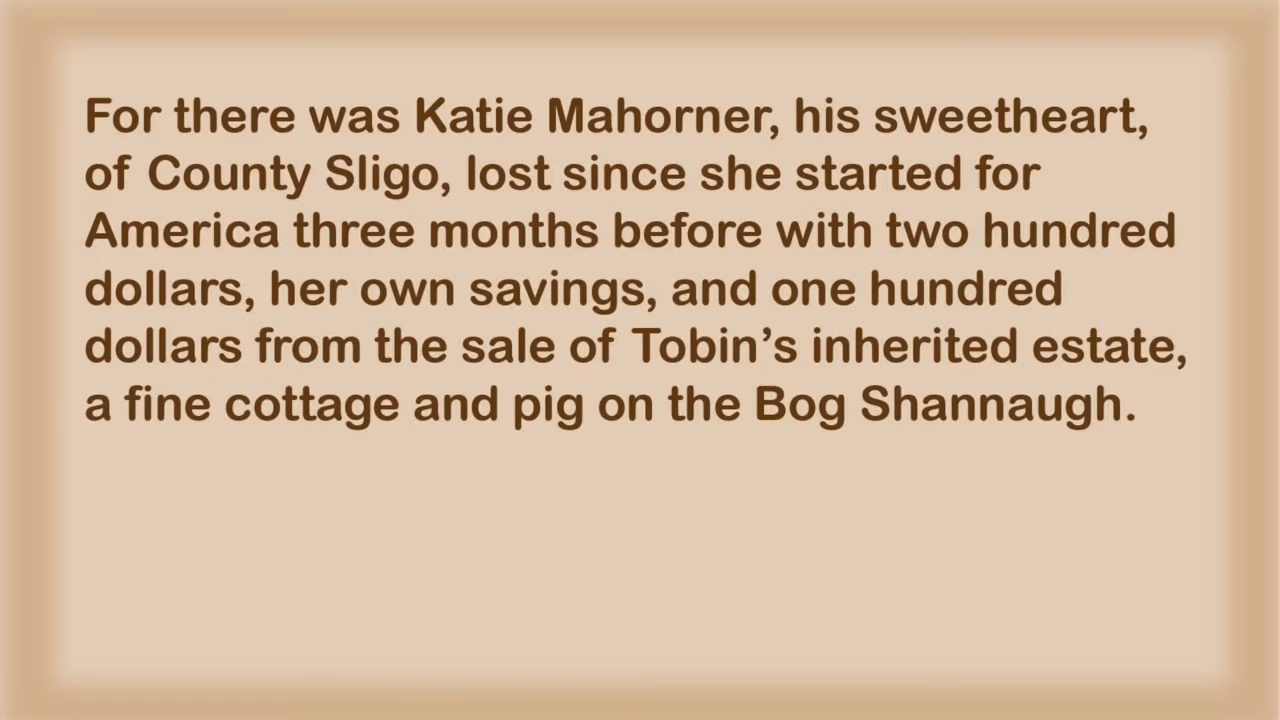 For there was Katie Mahorner, his sweetheart,
of County Sligo, lost since she started for
America three months before with two hundred
dollars, her own savings, and one hundred
dollars from the sale of Tobin’s inherited estate,
a fine cottage and pig on the Bog Shannaugh.